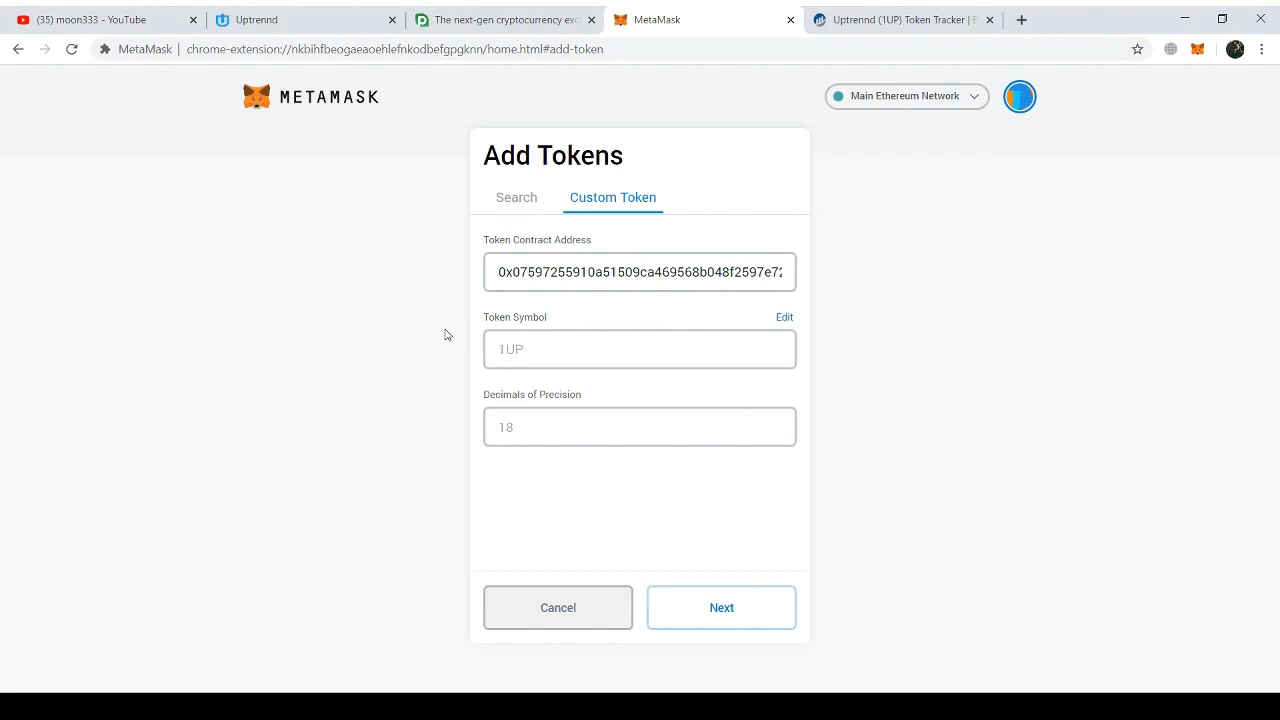 (35) moon333 - YouTube
Uptrennd
The next-gen cryptocurrency exc
MetaMask
Uptrennd (1UP) Token Tracker | E
MetaMask
chrome-extension://nkbihfbeogaeaoehlefnkodbefgpgknn/home.html#add-token
METAMASK
Main Ethereum Network
Add Tokens
Search
Custom Token
Token Contract Address
0x07597255910a51509ca469568b048f2597e72
Token Symbol
Edit
1UP
Decimals of Precision
18
Cancel
Next